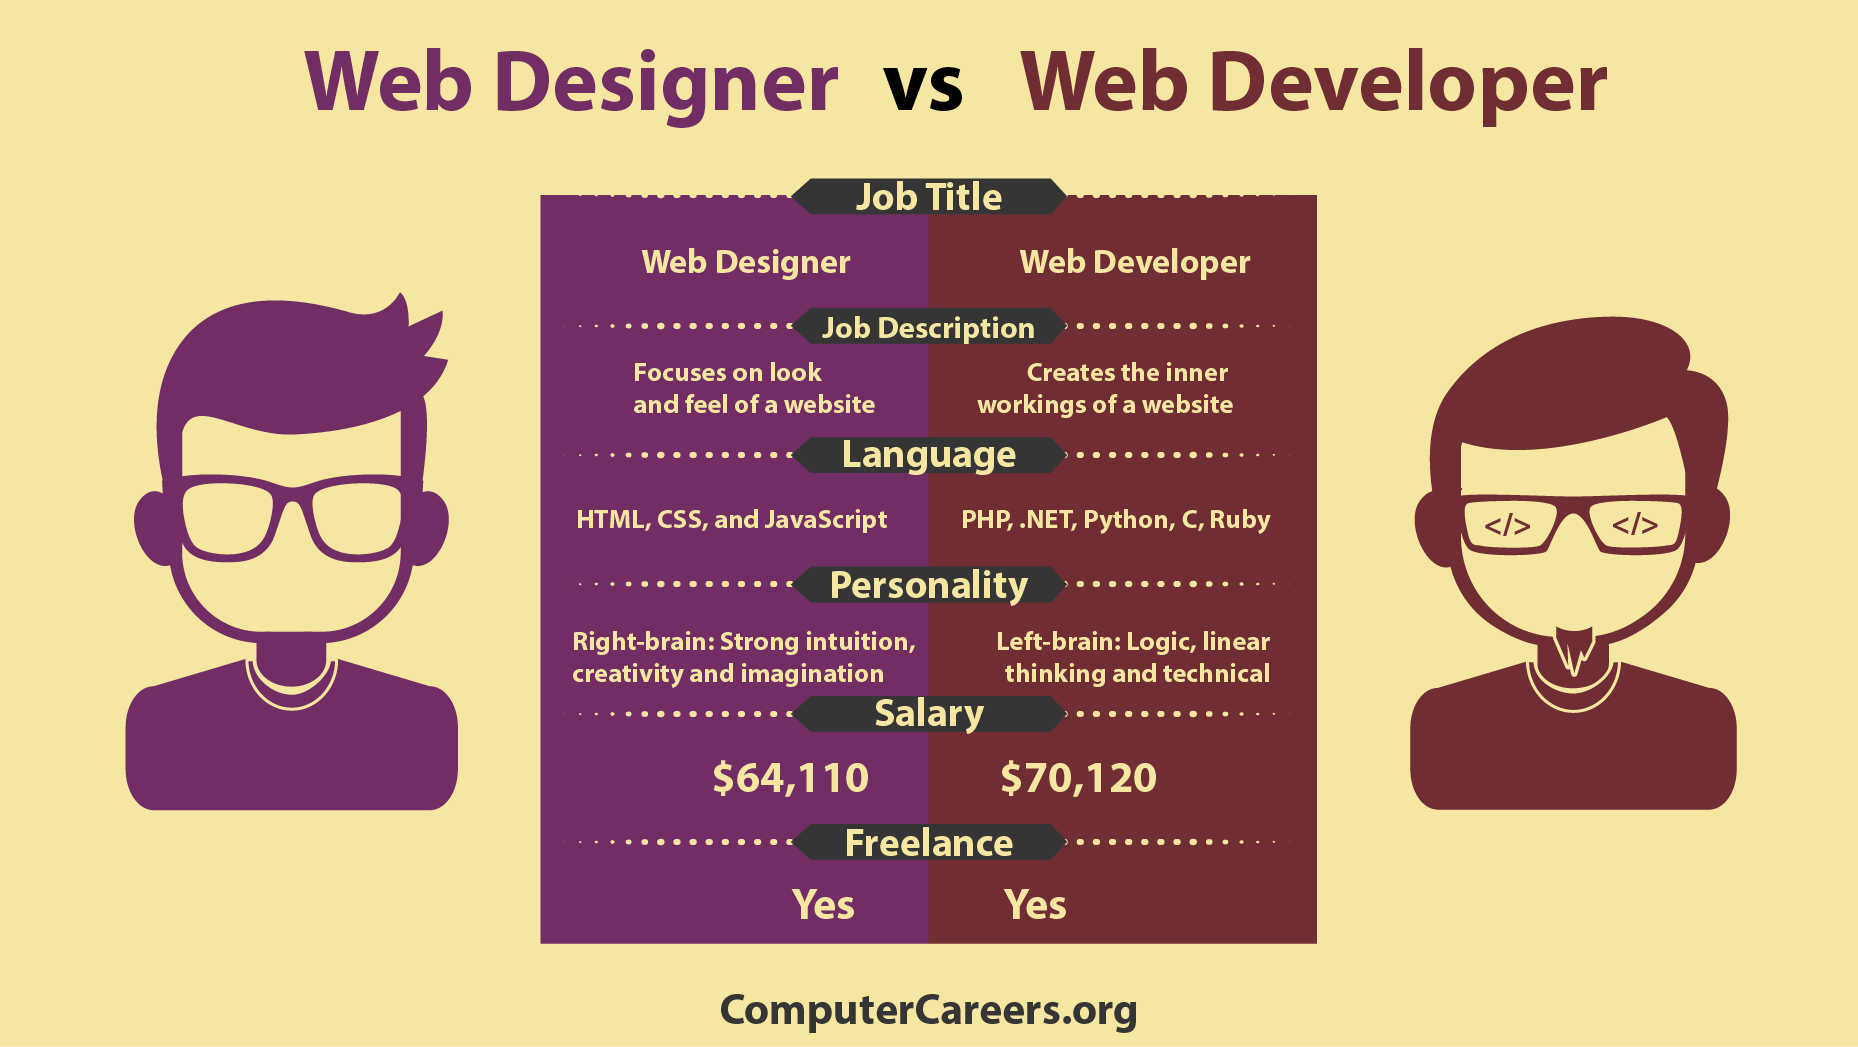 Web Designer vs Web Developer
Job Title
Web Designer
Web Developer
Job Description
Focuses on look
and feel of a website
Creates the inner
workings of a website
Language
HTML, CSS, and JavaScript
PHP, .NET, Python, C, Ruby
Personality
Right-brain: Strong intuition,
creativity and imagination
Left-brain: Logic, linear
thinking and technical
Salary
$64,110
$70,120
Freelance
Yes
Yes
</> </>
ComputerCareers.org